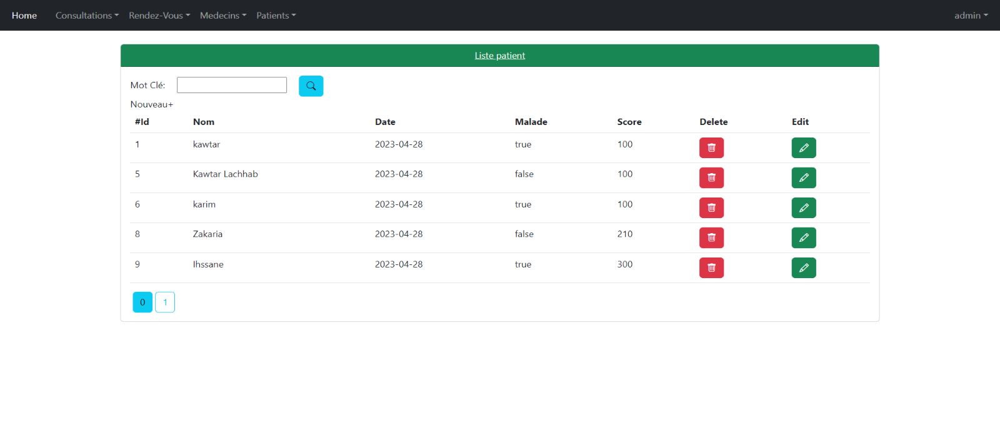 Home Consultations Rendez-Vous Medecins Patients admin
Liste patient
Mot Clé:
Nouveau+
#Id Nom Date Malade Score Delete Edit
1 kawtar 2023-04-28 true 100
5 Kawtar Lachhab 2023-04-28 false 100
6 karim 2023-04-28 true 100
8 Zakaria 2023-04-28 false 210
9 Ihssane 2023-04-28 true 300
0 1